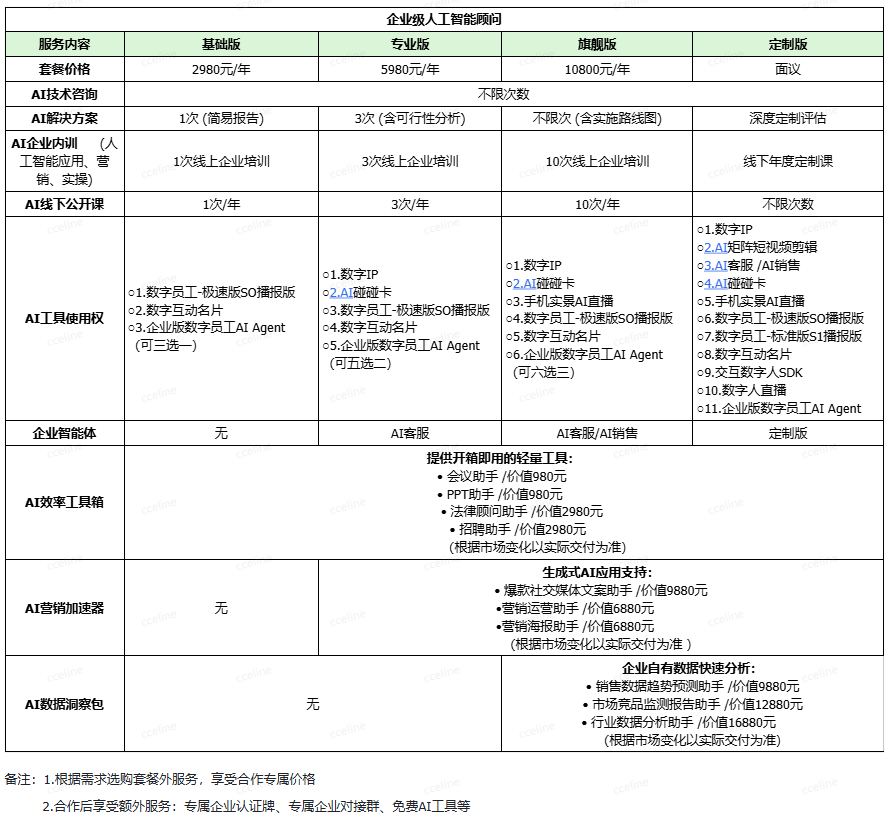 企业级人工智能顾问
服务内容 基础版 专业版 旗舰版 定制版
套餐价格 2980元/年 5980元/年 10800元/年 面议
AI技术咨询 不限次数
AI解决方案 1次 (简易报告) 3次 (含可行性分析) 不限次 (含实施路线图) 深度定制评估
AI企业内训 (人
工智能应用、营
销、实操)
1次线上企业培训 3次线上企业培训 10次线上企业培训 线下年度定制课
AI线下公开课 1次/年 3次/年 10次/年 不限次数
AI工具使用权
○1.数字员工-极速版SO播报版
○2.数字互动名片
○3.企业版数字员工AI Agent
(可三选一)
○1.数字IP
○2.AI碰碰卡
○3.数字员工-极速版SO播报版
○4.数字互动名片
○5.企业版数字员工AI Agent
(可五选二)
○1.数字IP
○2.AI碰碰卡
○3.手机实景AI直播
○4.数字员工-极速版SO播报版
○5.数字互动名片
○6.企业版数字员工AI Agent
(可六选三)
○1.数字IP
○2.AI矩阵短视频剪辑
○3.AI客服 /AI销售
○4.AI碰碰卡
○5.手机实景AI直播
○6.数字员工-极速版SO播报版
○7.数字员工-标准版S1播报版
○8.数字互动名片
○9.交互数字人SDK
○10.数字人直播
○11.企业版数字员工AI Agent
企业智能体 无 AI客服 AI客服/AI销售 定制版
AI效率工具箱
提供开箱即用的轻量工具：
• 会议助手 /价值980元
• PPT助手 /价值980元
• 法律顾问助手 /价值2980元
• 招聘助手 /价值2980元
(根据市场变化以实际交付为准)
AI营销加速器 无
生成式AI应用支持：
• 爆款社交媒体文案助手 /价值9880元
•营销运营助手 /价值6880元
•营销海报助手 /价值6880元
(根据市场变化以实际交付为准 )
AI数据洞察包 无
企业自有数据快速分析：
• 销售数据趋势预测助手 /价值9880元
• 市场竞品监测报告助手 /价值12880元
• 行业数据分析助手 /价值16880元
(根据市场变化以实际交付为准)
备注：1.根据需求选购套餐外服务，享受合作专属价格
2.合作后享受额外服务：专属企业认证牌、专属企业对接群、免费AI工具等
cceline